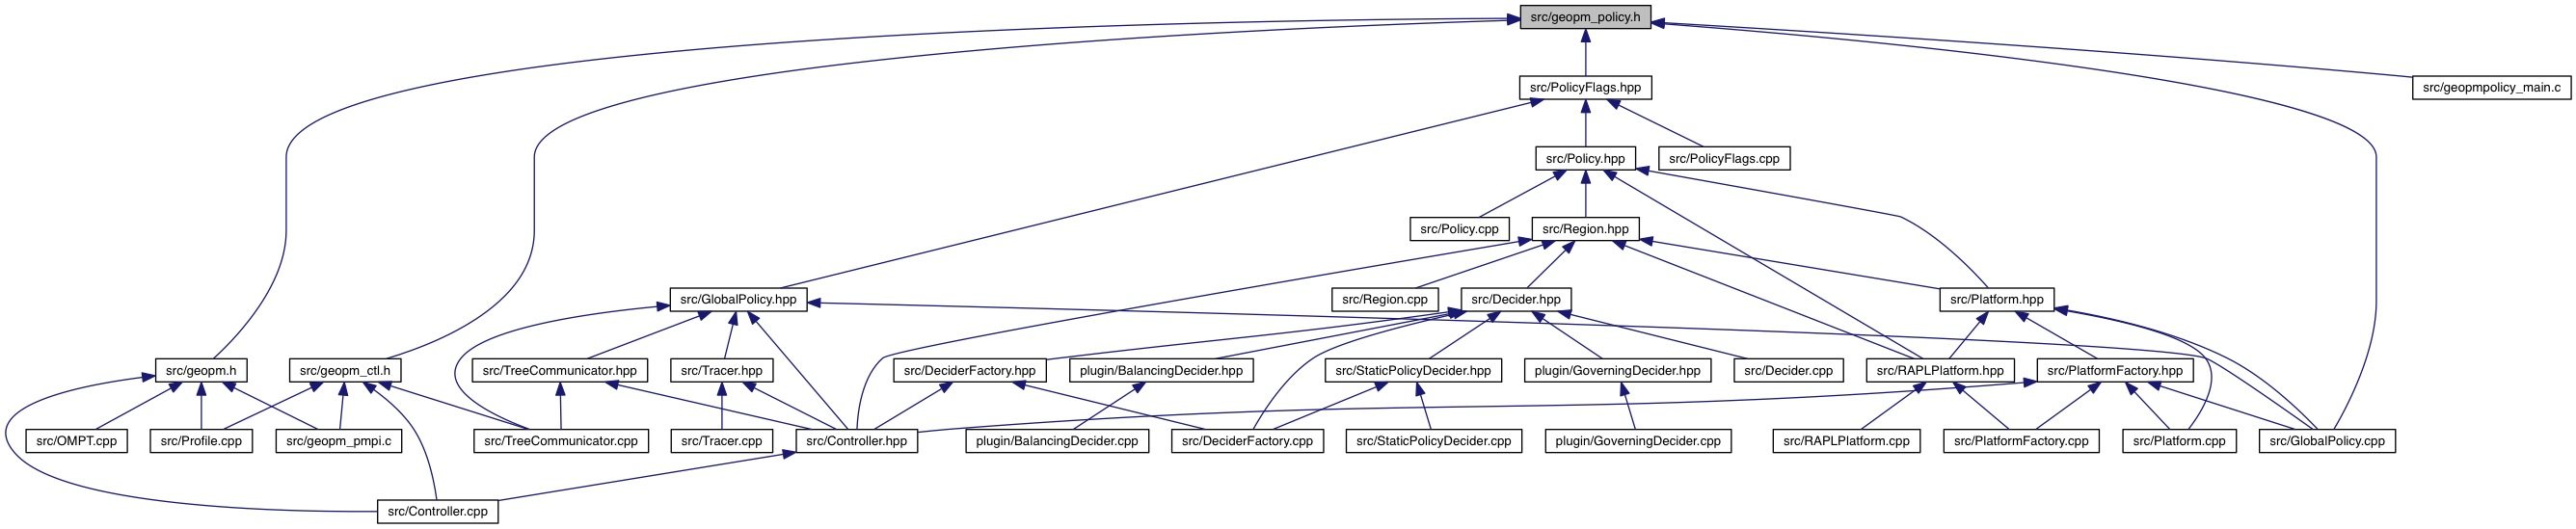 src/geopm_policy.h
src/PolicyFlags.hpp
src/geopmpolicy_main.c
src/Policy.hpp
src/PolicyFlags.cpp
src/Policy.cpp
src/Region.hpp
src/GlobalPolicy.hpp
src/Region.cpp
src/Decider.hpp
src/Platform.hpp
src/geopm.h
src/geopm_ctl.h
src/TreeCommunicator.hpp
src/Tracer.hpp
src/DeciderFactory.hpp
plugin/BalancingDecider.hpp
src/StaticPolicyDecider.hpp
plugin/GoverningDecider.hpp
src/Decider.cpp
src/RAPLPlatform.hpp
src/PlatformFactory.hpp
src/OMPT.cpp
src/Profile.cpp
src/geopm_pmpi.c
src/TreeCommunicator.cpp
src/Tracer.cpp
src/Controller.hpp
plugin/BalancingDecider.cpp
src/DeciderFactory.cpp
src/StaticPolicyDecider.cpp
plugin/GoverningDecider.cpp
src/RAPLPlatform.cpp
src/PlatformFactory.cpp
src/Platform.cpp
src/GlobalPolicy.cpp
src/Controller.cpp